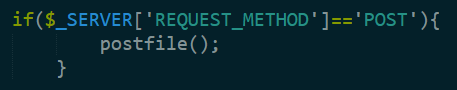 if($_SERVER['REQUEST_METHOD']=='POST'){
        postfile();
    }